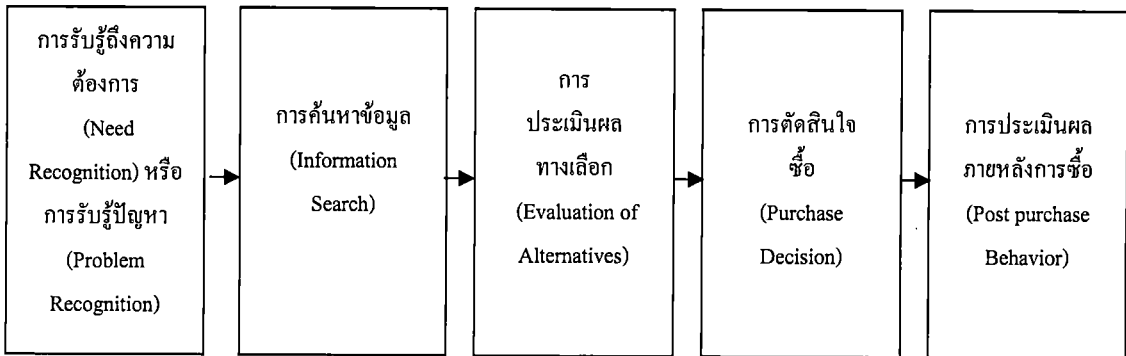 การรับรู้ถึงความ
ต้องการ
(Need
Recognition) หรือ
การรับรู้ปัญหา
(Problem
Recognition)
การค้นหาข้อมูล
(Information
Search)
การ
ประเมินผล
ทางเลือก
(Evaluation of
Alternatives)
การตัดสินใจ
ซื้อ
(Purchase
Decision)
การประเมินผล
ภายหลังการซื้อ
(Post purchase
Behavior)